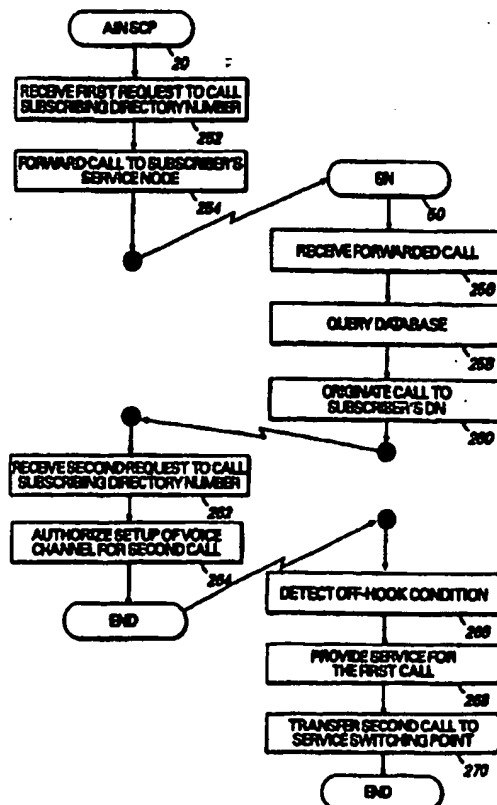 AIN SCP
20
RECEIVE FIRST REQUEST TO CALL
SUBSCRIBING DIRECTORY NUMBER
252
FORWARD CALL TO SUBSCRIBER'S
SERVICE NODE
254
SN
50
RECEIVE FORWARDED CALL
256
QUERY DATABASE
258
ORIGINATE CALL TO
SUBSCRIBER'S DN
260
RECEIVE SECOND REQUEST TO CALL
SUBSCRIBING DIRECTORY NUMBER
262
AUTHORIZE SETUP OF VOICE
CHANNEL FOR SECOND CALL
264
END
DETECT OFF-HOOK CONDITION
266
PROVIDE SERVICE FOR
THE FIRST CALL
268
TRANSFER SECOND CALL TO
SERVICE SWITCHING POINT
270
END